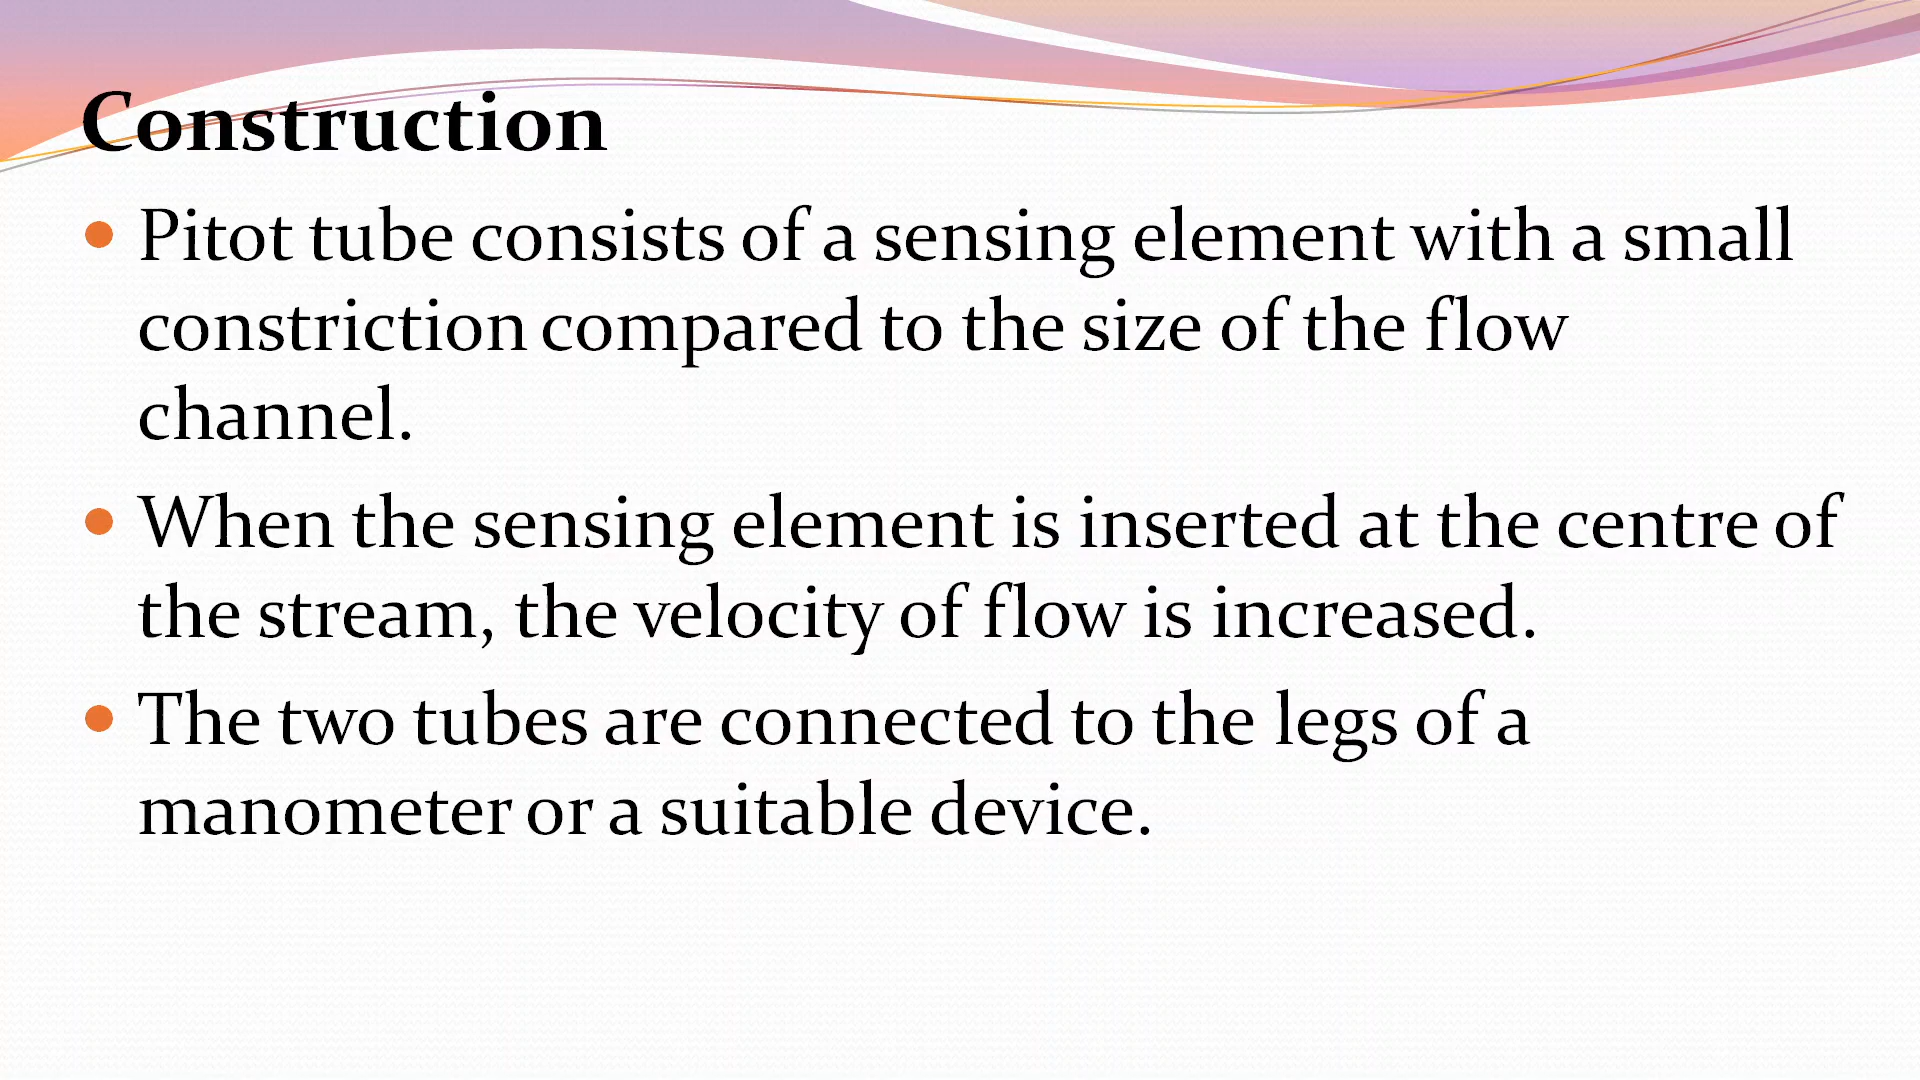 Construction
• Pitot tube consists of a sensing element with a small
constriction compared to the size of the flow
channel.
• When the sensing element is inserted at the centre of
the stream, the velocity of flow is increased.
• The two tubes are connected to the legs of a
manometer or a suitable device.